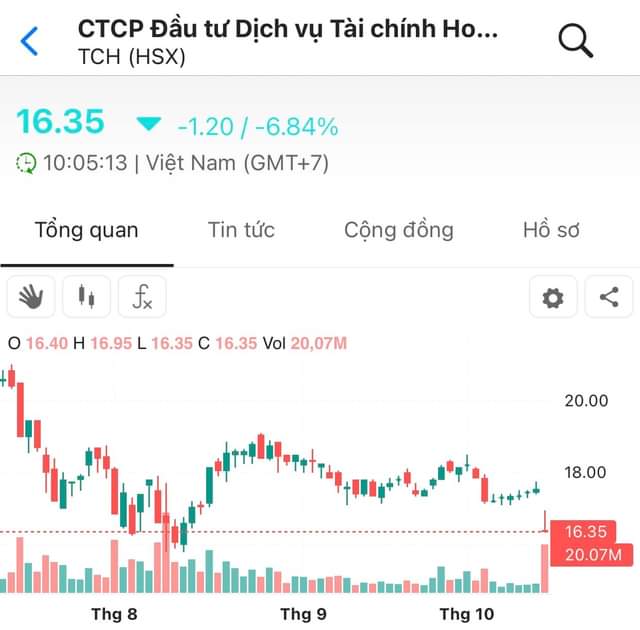 CTCP Đầu tư Dịch vụ Tài chính Ho...
TCH (HSX)
16.35 -1.20 / -6.84%
10:05:13 | Việt Nam (GMT+7)
Tổng quan Tin tức Cộng đồng Hồ sơ
fx
O 16.40 H 16.95 L 16.35 C 16.35 Vol 20,07M
20.00
18.00
16.35
20.07M
Thg 8 Thg 9 Thg 10